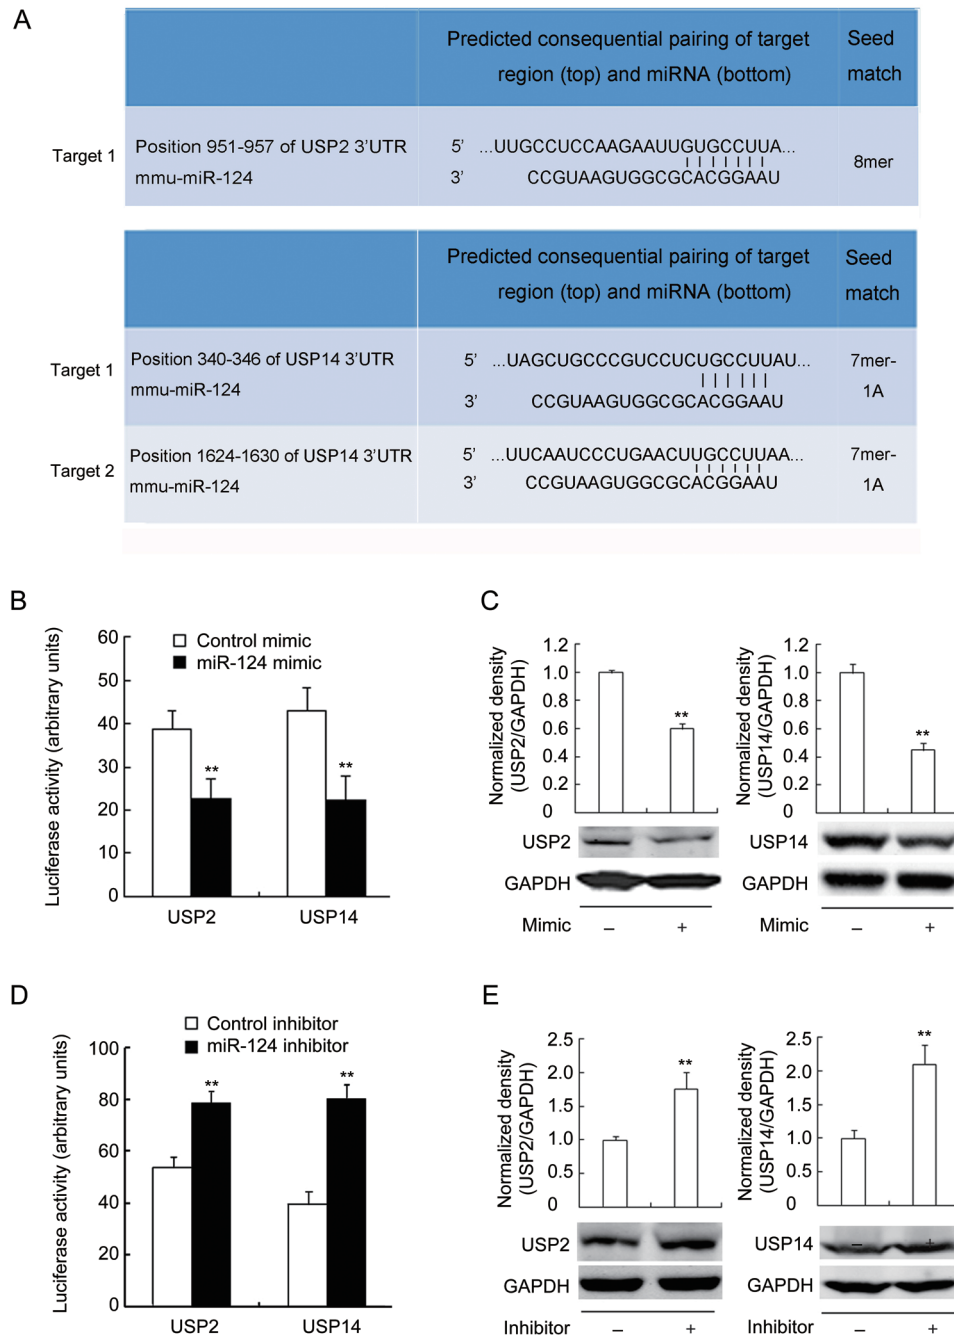 A
Predicted consequential pairing of target region (top) and miRNA (bottom)
Seed match
Target 1
Position 951-957 of USP2 3'UTR
5' ...UUGCCUCCAAGAAUUGUGCCUUA...
8mer
mmu-miR-124
3' CCGUAAGUGGCGCACGGAAU
Predicted consequential pairing of target region (top) and miRNA (bottom)
Seed match
Target 1
Position 340-346 of USP14 3'UTR
5' ...UAGCUGCCCGUCCUCUGCCUUAU...
7mer-1A
mmu-miR-124
3' CCGUAAGUGGCGCACGGAAU
Target 2
Position 1624-1630 of USP14 3'UTR
5' ...UUCAAUCCCUGAACUUGCCUUAA...
7mer-1A
mmu-miR-124
3' CCGUAAGUGGCGCACGGAAU
B
Luciferase activity (arbitrary units)
60
50
40
30
20
10
0
Control mimic
miR-124 mimic
**
**
USP2
USP14
C
Normalized density (USP2/GAPDH)
1.2
1.0
0.8
0.6
0.4
0.2
0
**
USP2
GAPDH
Mimic – +
Normalized density (USP14/GAPDH)
1.2
1.0
0.8
0.6
0.4
0.2
0
**
USP14
GAPDH
Mimic – +
D
Luciferase activity (arbitrary units)
100
80
60
40
20
0
Control inhibitor
miR-124 inhibitor
**
**
USP2
USP14
E
Normalized density (USP2/GAPDH)
2.5
2.0
1.5
1.0
0.5
0
**
USP2
GAPDH
Inhibitor – +
Normalized density (USP14/GAPDH)
2.5
2.0
1.5
1.0
0.5
0
**
USP14 – +
GAPDH
Inhibitor – +